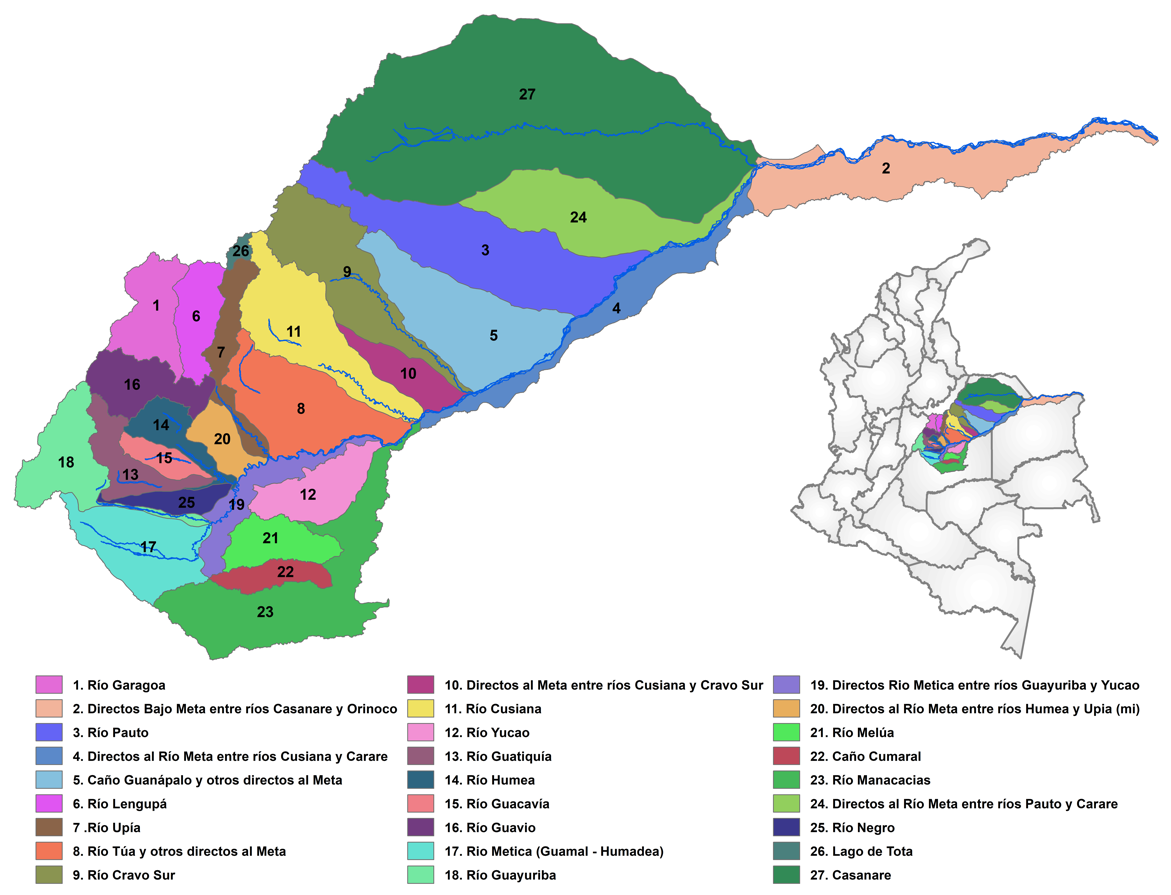 27
2
24
3
26
9
4
1
6
11
5
7
10
16
8
14
20
15
18
13
12
25
19
21
17
22
23
1. Río Garagoa
2. Directos Bajo Meta entre ríos Casanare y Orinoco
3. Río Pauto
4. Directos al Río Meta entre ríos Cusiana y Carare
5. Caño Guanápalo y otros directos al Meta
6. Río Lengupá
7 .Río Upía
8. Río Túa y otros directos al Meta
9. Río Cravo Sur
10. Directos al Meta entre ríos Cusiana y Cravo Sur
11. Río Cusiana
12. Río Yucao
13. Río Guatiquía
14. Río Humea
15. Río Guacavía
16. Río Guavio
17. Rio Metica (Guamal - Humadea)
18. Río Guayuriba
19. Directos Rio Metica entre ríos Guayuriba y Yucao
20. Directos al Río Meta entre ríos Humea y Upia (mi)
21. Río Melúa
22. Caño Cumaral
23. Río Manacacias
24. Directos al Río Meta entre ríos Pauto y Carare
25. Río Negro
26. Lago de Tota
27. Casanare